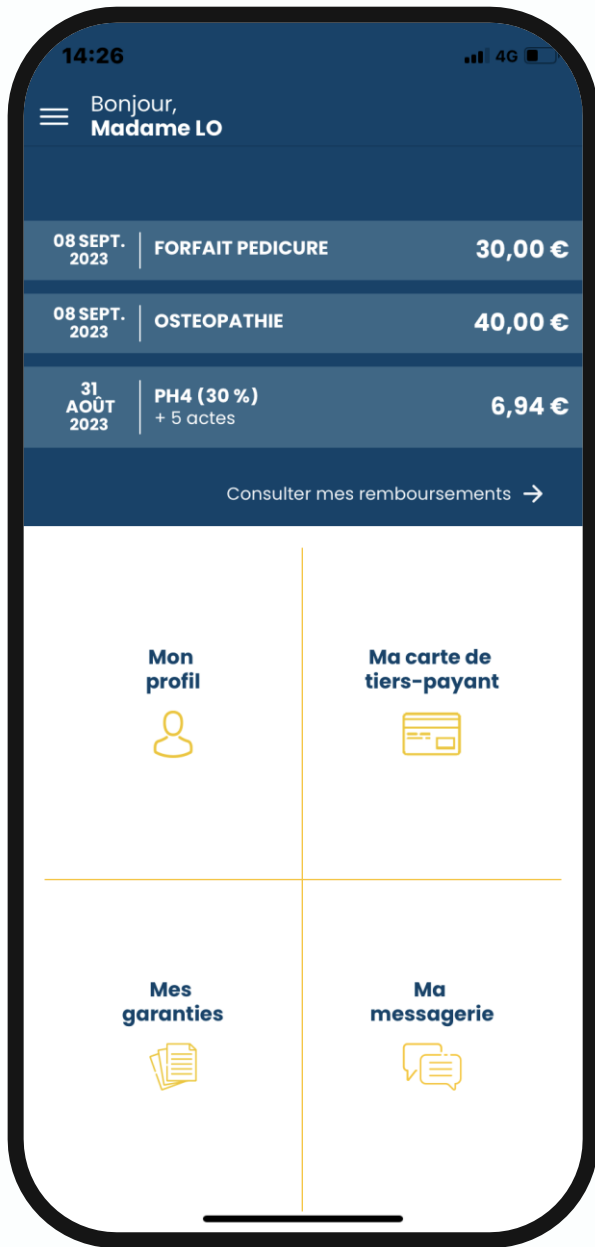 14:26
4G
Bonjour,
Madame LO
08 SEPT.
2023
FORFAIT PEDICURE
30,00 €
08 SEPT.
2023
OSTEOPATHIE
40,00 €
31
AOÛT
2023
PH4 (30 %)
+ 5 actes
6,94 €
Consulter mes remboursements →
Mon
profil
Ma carte de
tiers-payant
Mes
garanties
Ma
messagerie